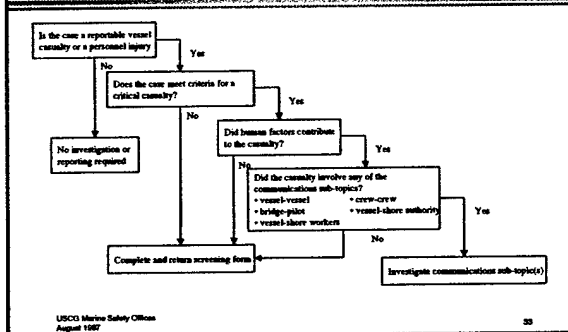 Is the case a reportable vessel
casualty or a personnel injury
Yes
No
Does the case meet criteria for a
critical casualty?
Yes
No
Did human factors contribute
to the casualty?
Yes
No
No investigation or
reporting required
Did the casualty involve any of the
communications sub-topics?
• vessel-vessel • crew-crew
• bridge-pilot • vessel-shore authority
• vessel-shore workers
Yes
No
Complete and return screening form
Investigate communications sub-topic(s)
USCG Marine Safety Offices
August 1997
33